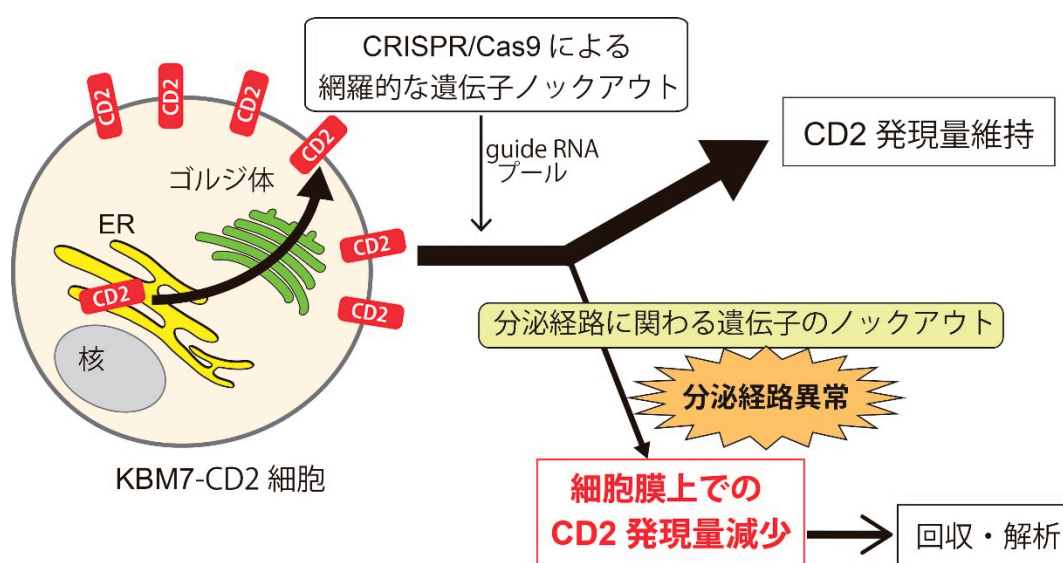 CRISPR/Cas9 による
網羅的な遺伝子ノックアウト
CD2
CD2
CD2
CD2
guide RNA
プール
CD2 発現量維持
ゴルジ体
ER
CD2
CD2
CD2
核
分泌経路に関わる遺伝子のノックアウト
分泌経路異常
KBM7-CD2 細胞
細胞膜上での
CD2 発現量減少
回収・解析